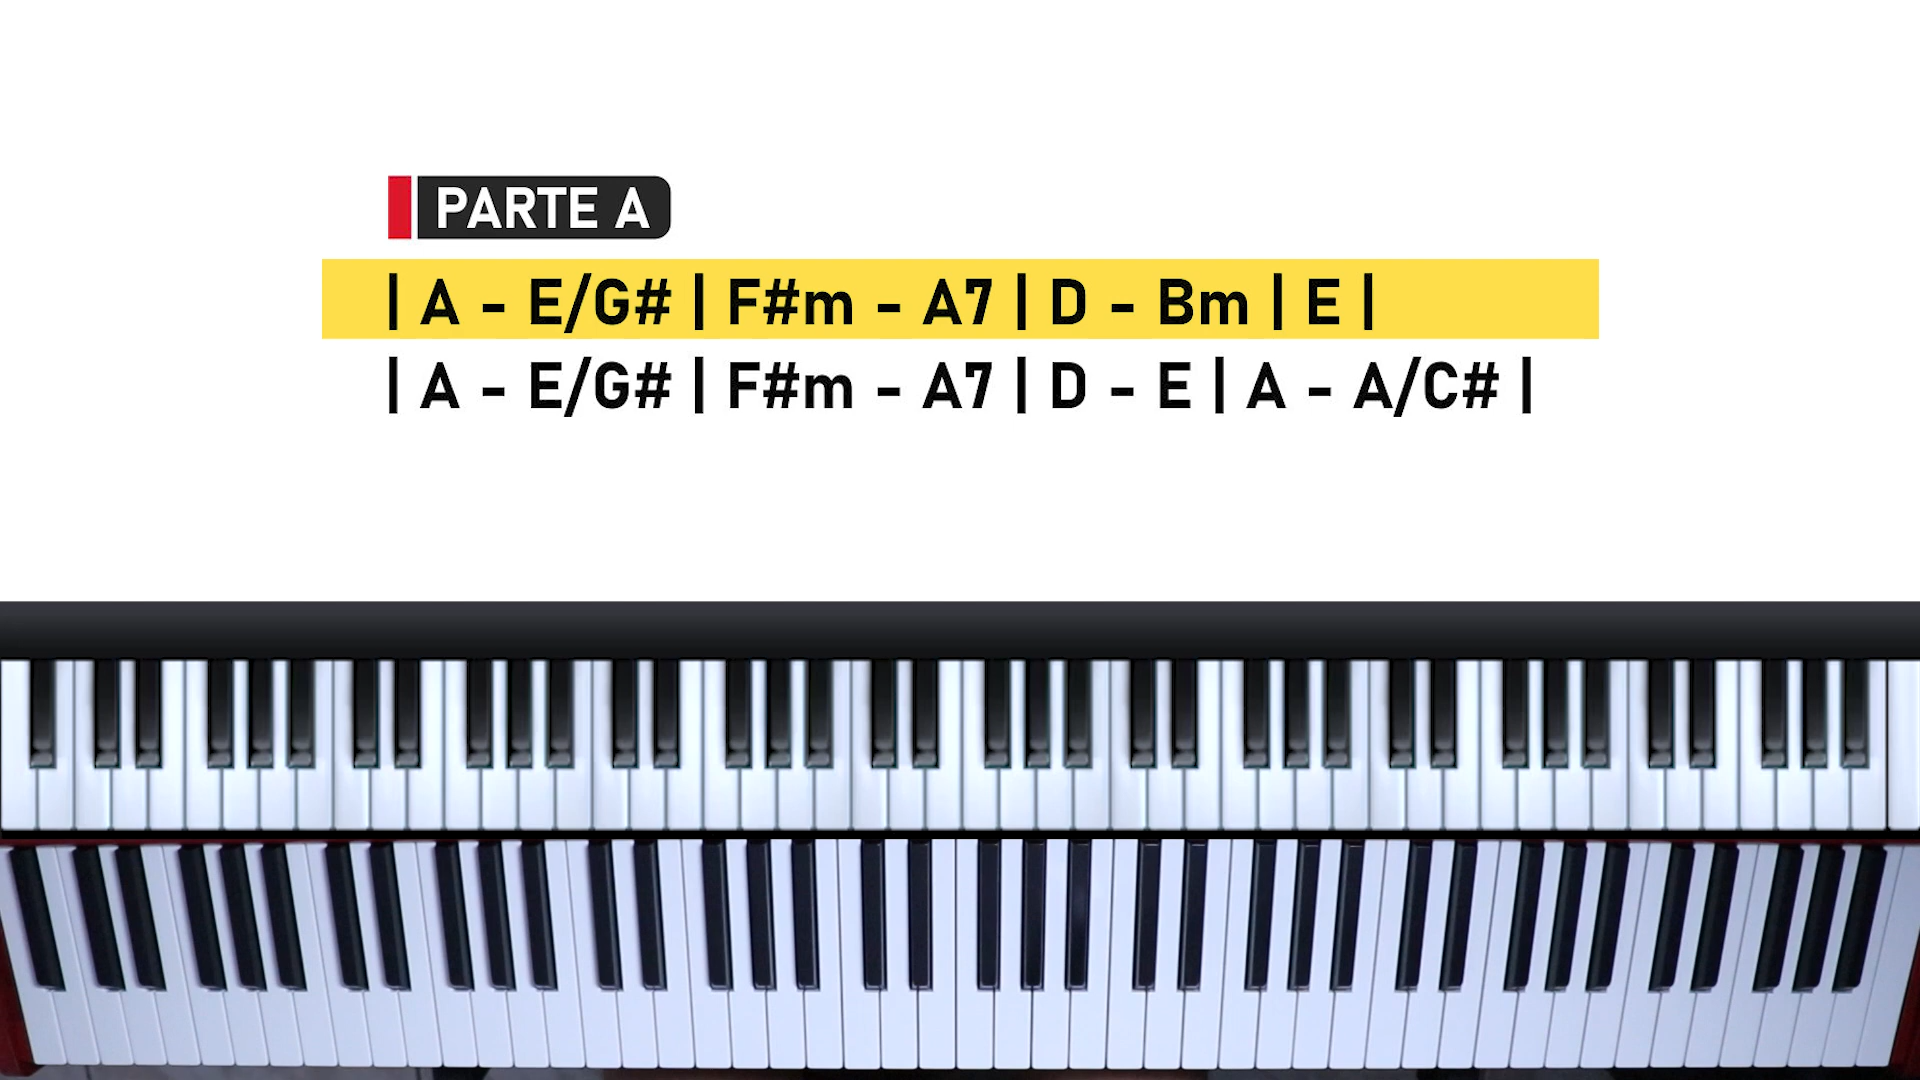 PARTE A
| A - E/G# | F#m - A7 | D - Bm | E |
| A - E/G# | F#m - A7 | D - E | A - A/C# |